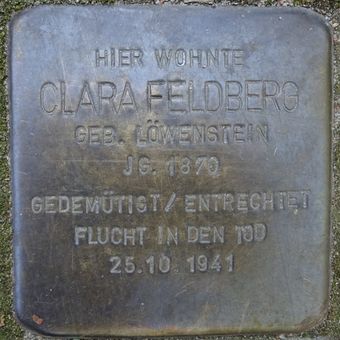 HIER WOHNTE
CLARA FELDBERG
GEB. LÖWENSTEIN
JG. 1870
GEDEMÜTIGT / ENTRECHTET
FLUCHT IN DEN TOD
25.10.1941